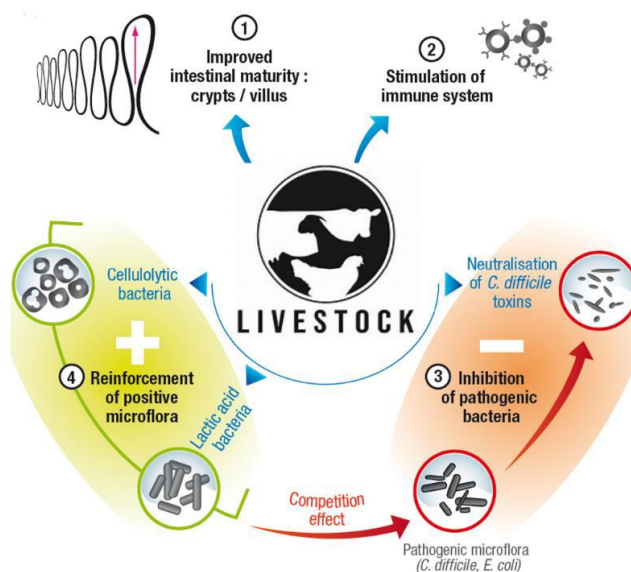 1
Improved
intestinal maturity :
crypts / villus
2
Stimulation of
immune system
LIVESTOCK
Cellulolytic
bacteria
+
4 Reinforcement
of positive
microflora
Lactic acid
bacteria
Neutralisation
of C. difficile
toxins
3 Inhibition
of pathogenic
bacteria
Competition
effect
Pathogenic microflora
(C. difficile, E. coli)